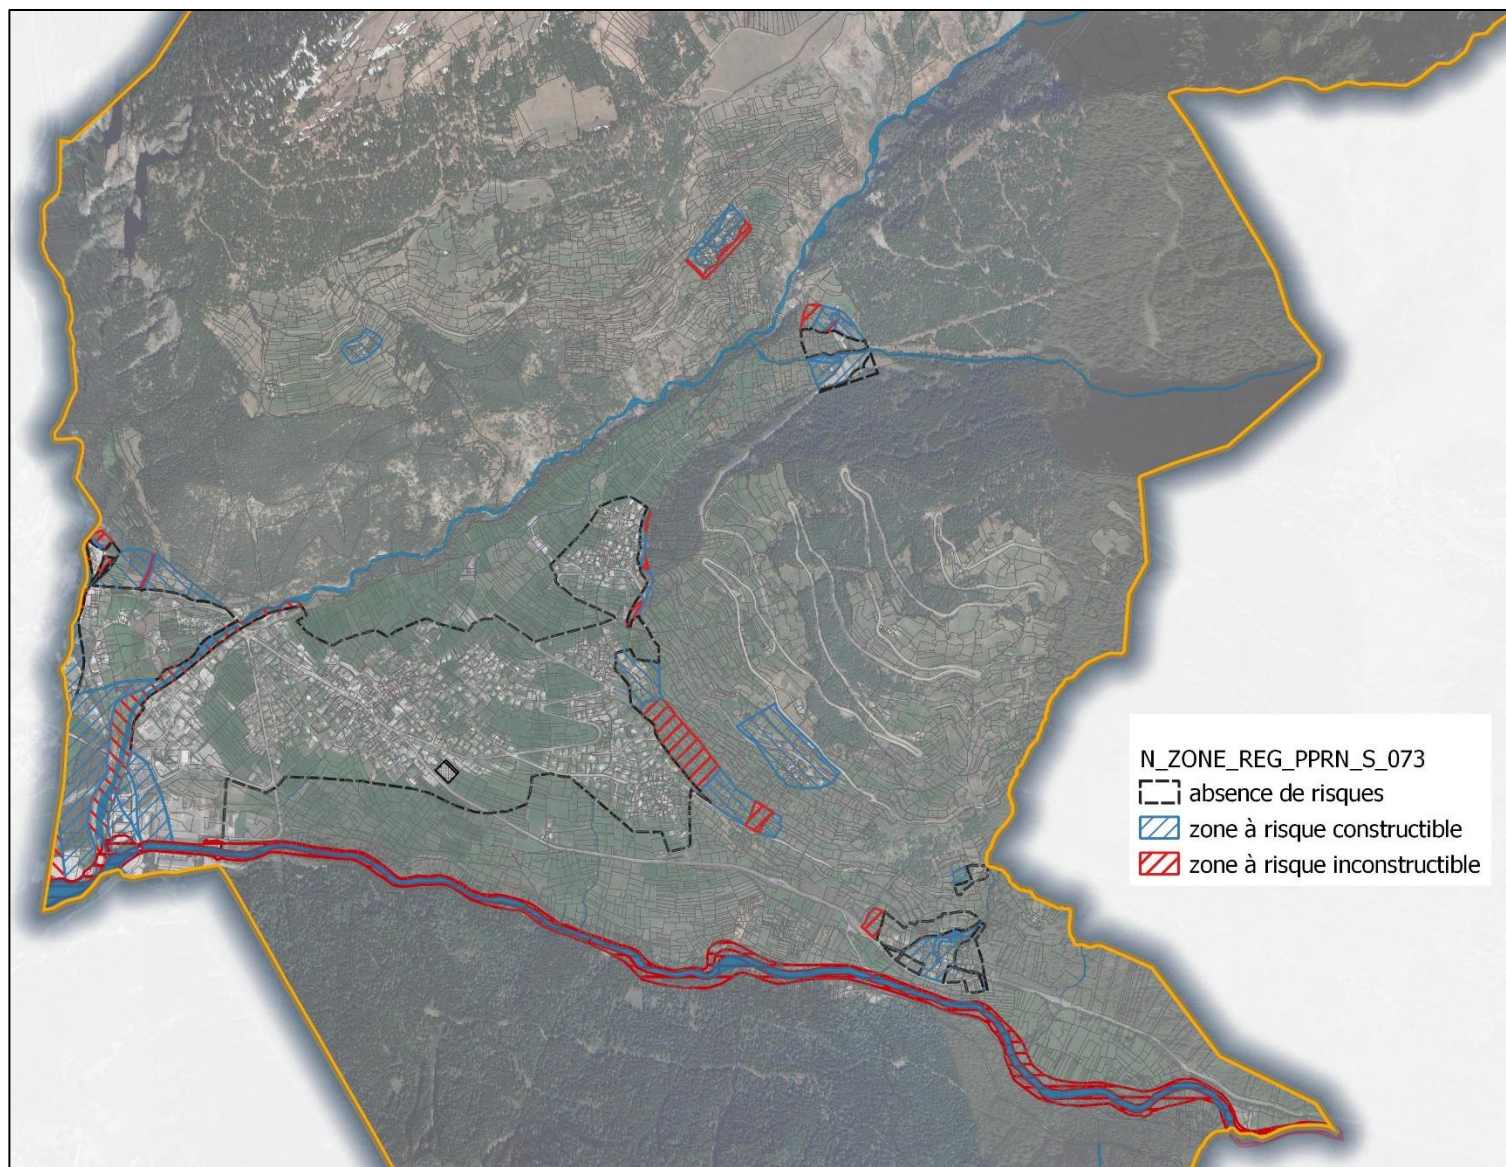 N_ZONE_REG_PPRN_S_073
absence de risques
zone à risque constructible
zone à risque inconstructible